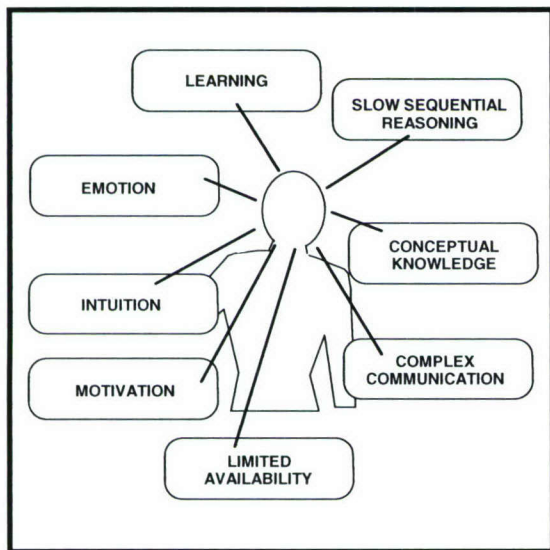 LEARNING
SLOW SEQUENTIAL
REASONING
EMOTION
CONCEPTUAL
KNOWLEDGE
INTUITION
COMPLEX
COMMUNICATION
MOTIVATION
LIMITED
AVAILABILITY